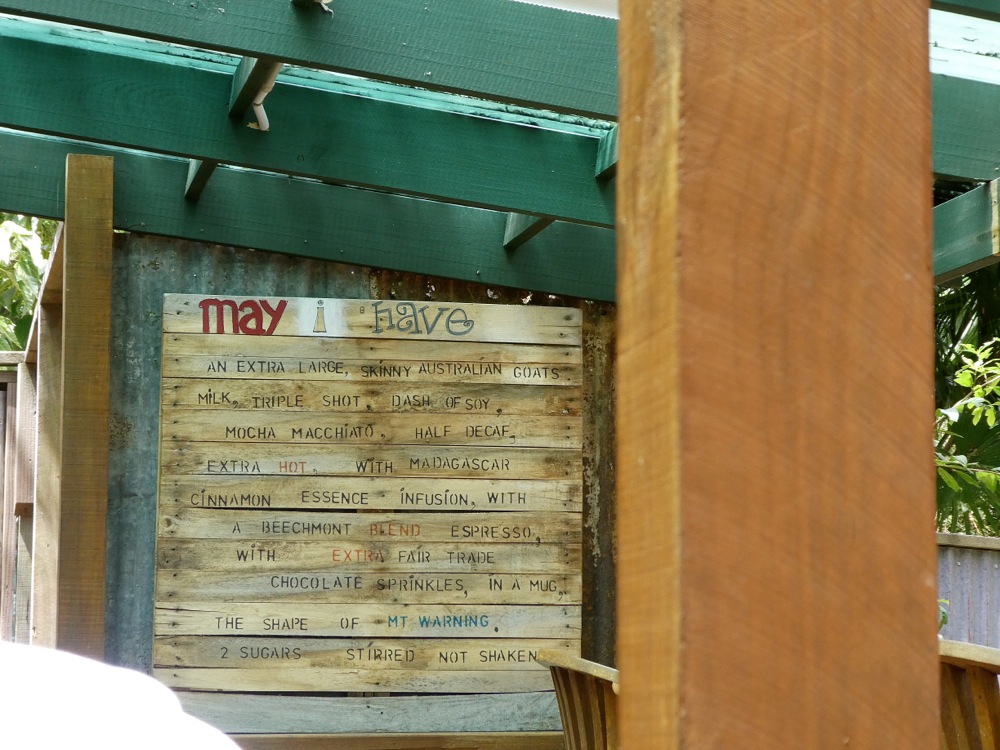 may i have
AN EXTRA LARGE, SKINNY AUSTRALIAN GOATS
MILK, TRIPLE SHOT, DASH OF SOY,
MOCHA MACCHIATO, HALF DECAF,
EXTRA HOT, WITH MADAGASCAR
CINNAMON ESSENCE INFUSION, WITH
A BEECHMONT BLEND ESPRESSO,
WITH EXTRA FAIR TRADE
CHOCOLATE SPRINKLES, IN A MUG,
THE SHAPE OF MT WARNING,
2 SUGARS STIRRED NOT SHAKEN